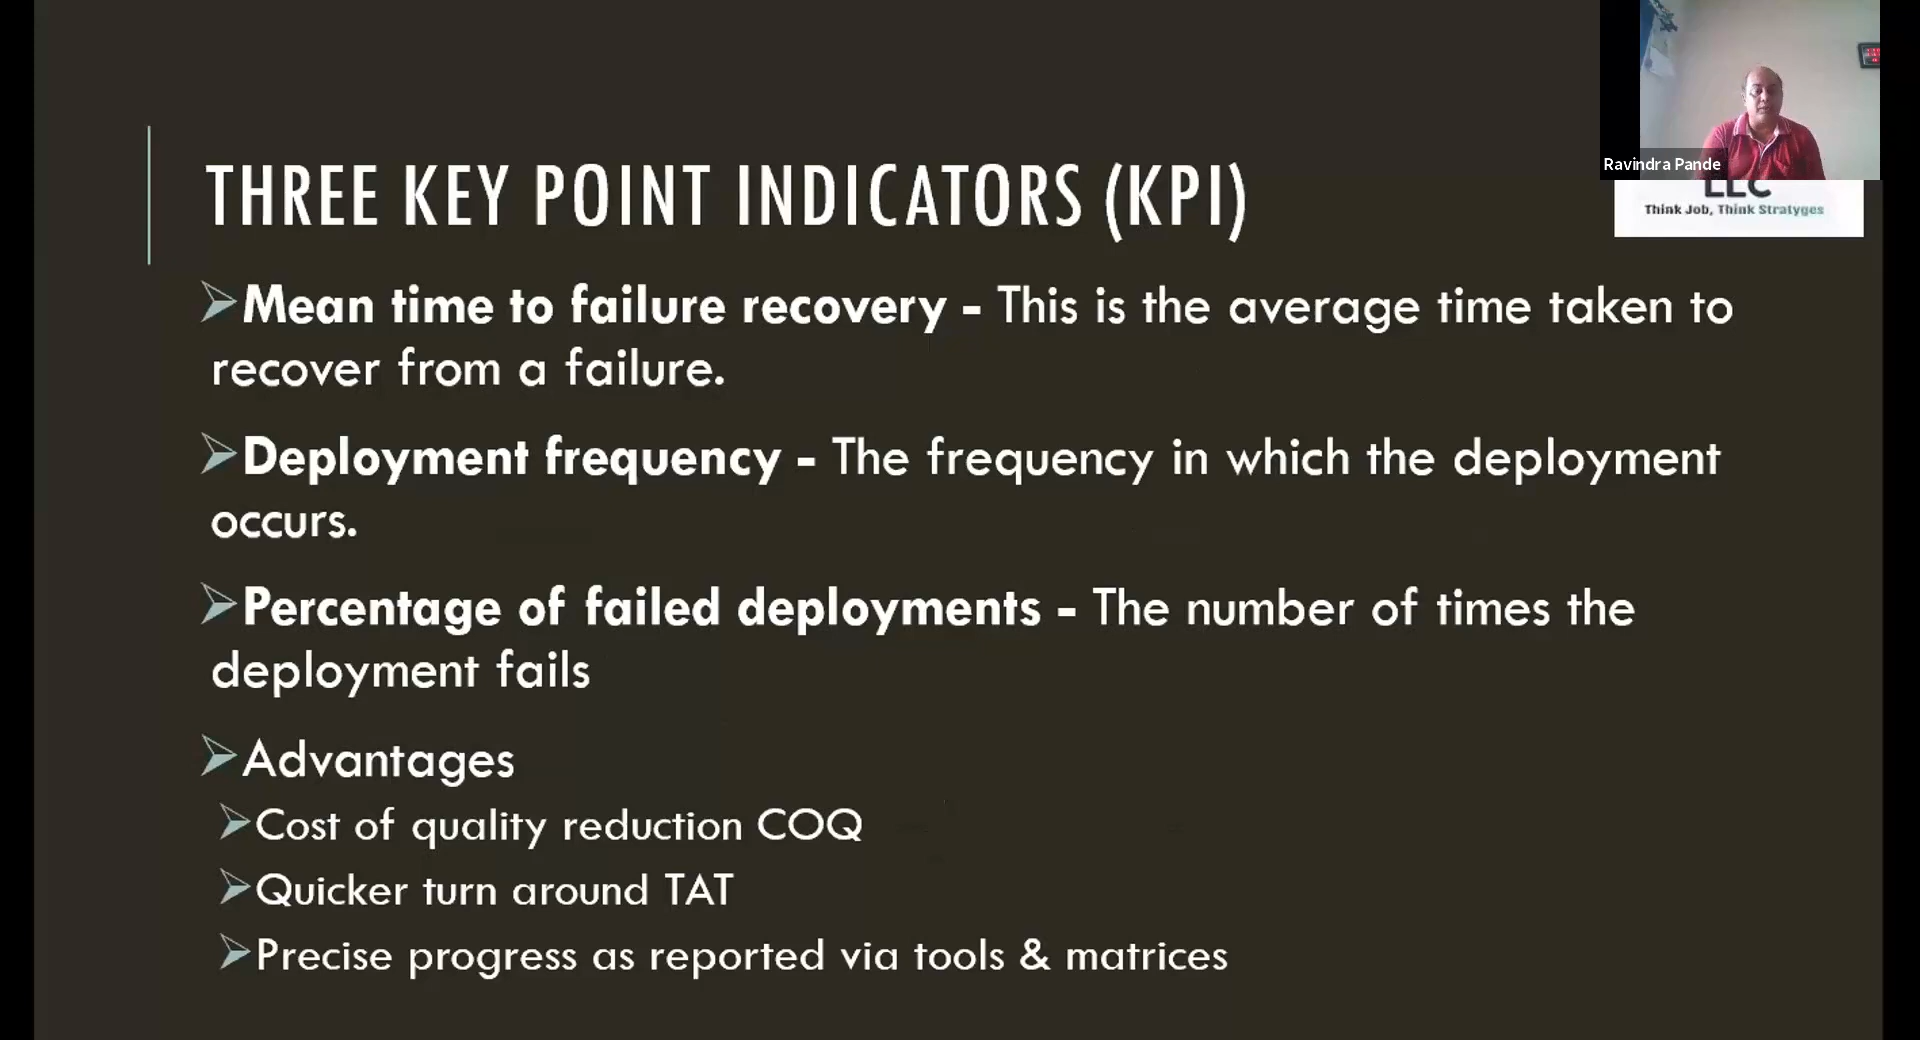 THREE KEY POINT INDICATORS (KPI)
Ravindra Pande
LLC
Think Job, Think Stratyges
Mean time to failure recovery - This is the average time taken to
recover from a failure.
Deployment frequency - The frequency in which the deployment
occurs.
Percentage of failed deployments - The number of times the
deployment fails
Advantages
Cost of quality reduction COQ
Quicker turn around TAT
Precise progress as reported via tools & matrices